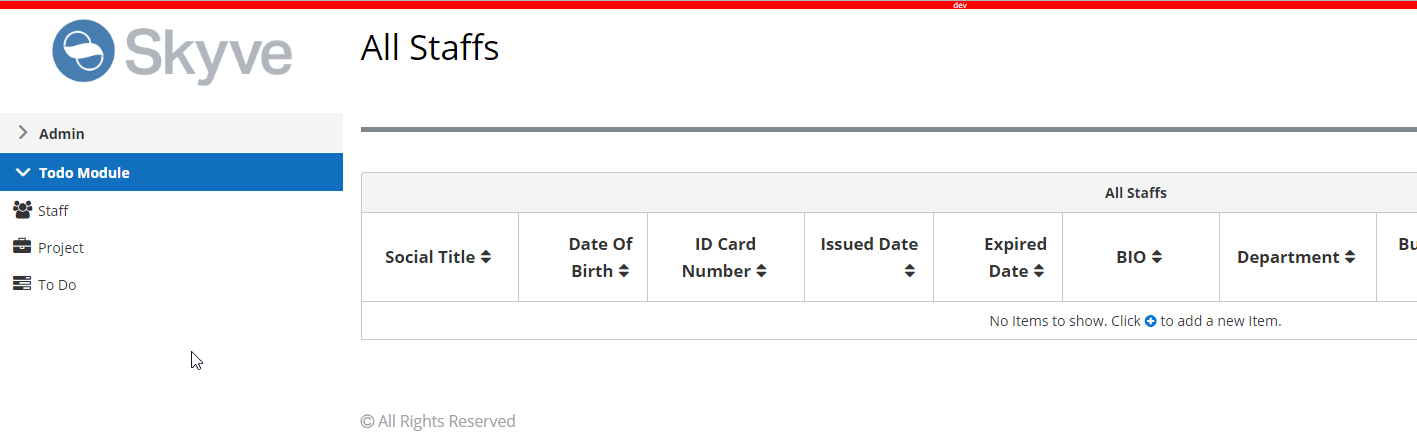 dev
Skyve
All Staffs
Admin
Todo Module
Staff
Project
To Do
All Staffs
Social Title
Date Of
Birth
ID Card
Number
Issued Date
Expired
Date
BIO
Department
Bu
No Items to show. Click to add a new Item.
© All Rights Reserved